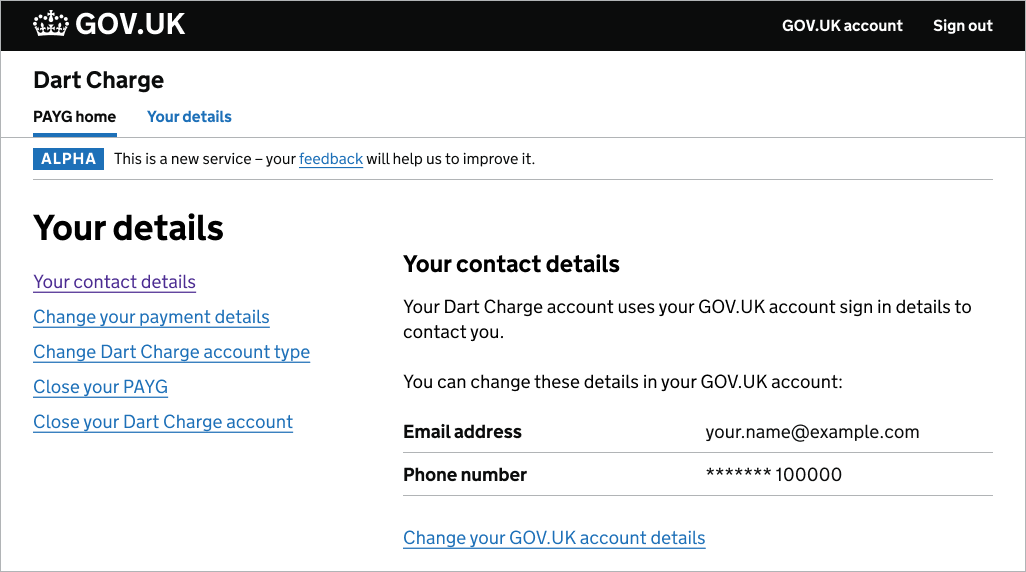 GOV.UK
GOV.UK account
Sign out
Dart Charge
PAYG home
Your details
ALPHA
This is a new service – your feedback will help us to improve it.
Your details
Your contact details
Change your payment details
Change Dart Charge account type
Close your PAYG
Close your Dart Charge account
Your contact details
Your Dart Charge account uses your GOV.UK account sign in details to
contact you.
You can change these details in your GOV.UK account:
Email address your.name@example.com
Phone number ******* 100000
Change your GOV.UK account details